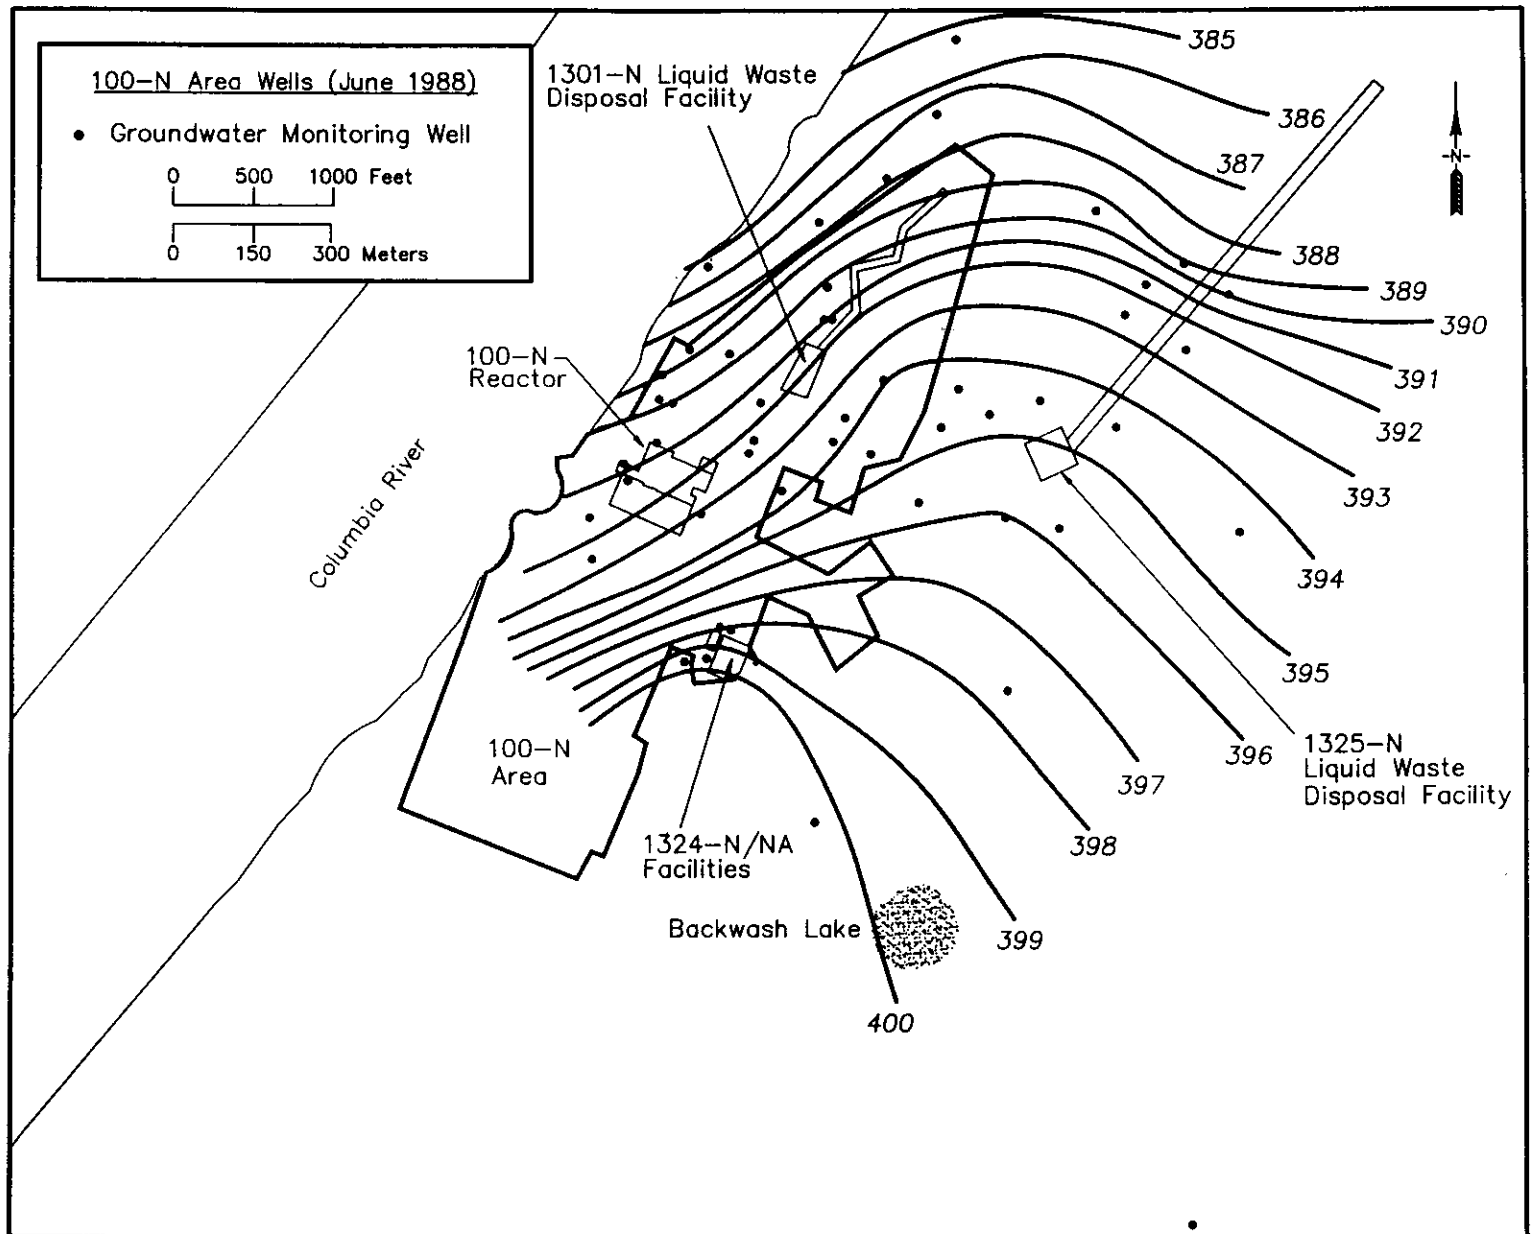 100-N Area Wells (June 1988)
• Groundwater Monitoring Well
0 500 1000 Feet
0 150 300 Meters
1301-N Liquid Waste
Disposal Facility
385
386
-N-
387
388
389
390
100-N
Reactor
391
392
Columbia River
393
394
395
100-N
Area
396
1325-N
Liquid Waste
Disposal Facility
397
1324-N/NA
Facilities
398
Backwash Lake
399
400